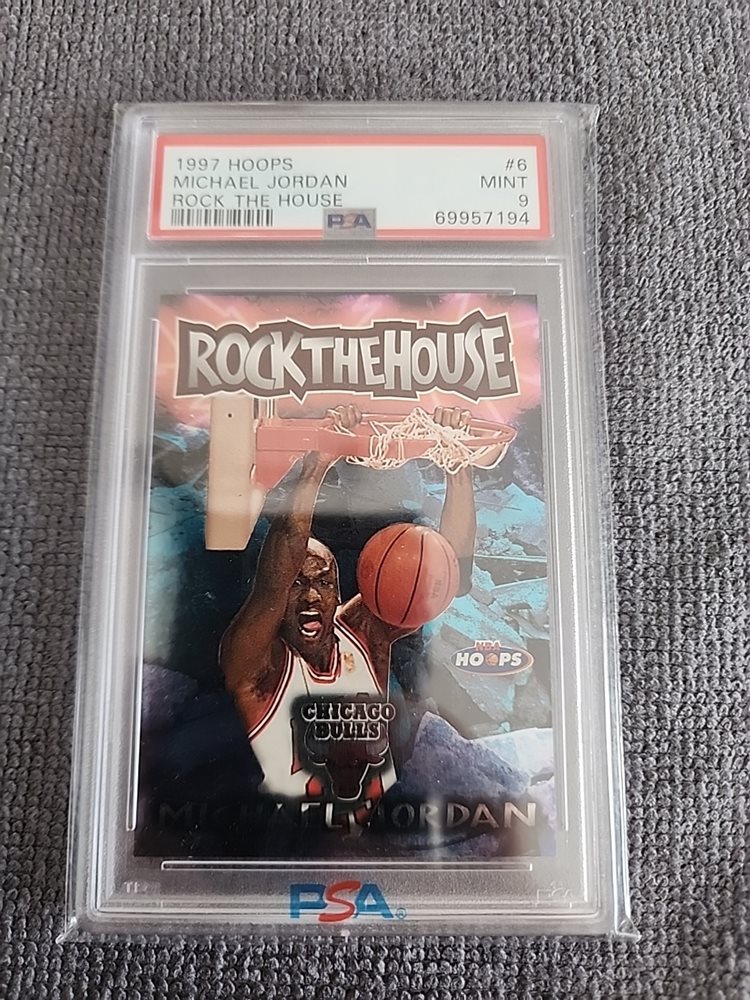 1997 HOOPS #6
MICHAEL JORDAN MINT
ROCK THE HOUSE 9
PSA 69957194
ROCK THE HOUSE
NBA
NBA
HOOPS
CHICAGO
BULLS
MICHAEL JORDAN
PSA®